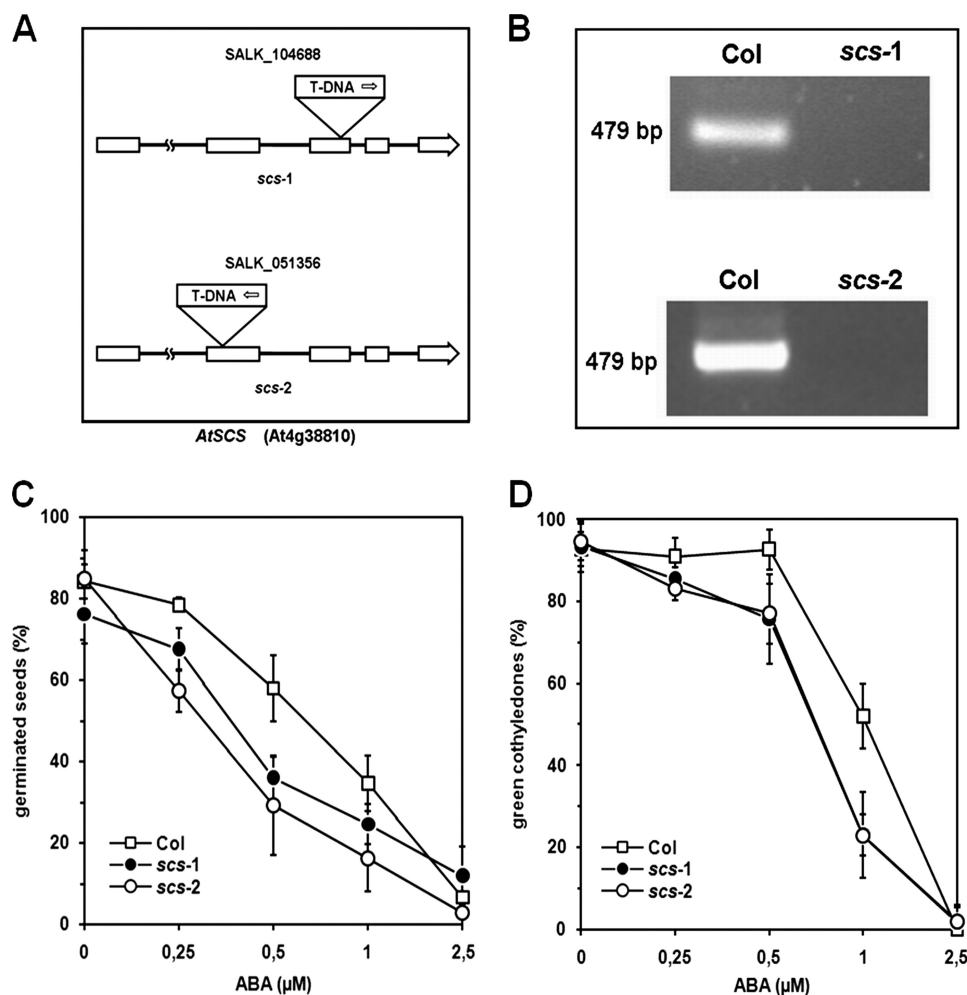 A
SALK_104688
T-DNA ⇨
scs-1
SALK_051356
T-DNA ⇦
scs-2
AtSCS (At4g38810)
B
Col scs-1
479 bp
Col scs-2
479 bp
C
100
80
60
40
20
0
germinated seeds (%)
Col
scs-1
scs-2
0 0,25 0,5 1 2,5
ABA (µM)
D
100
80
60
40
20
0
green cothyledones (%)
Col
scs-1
scs-2
0 0,25 0,5 1 2,5
ABA (µM)